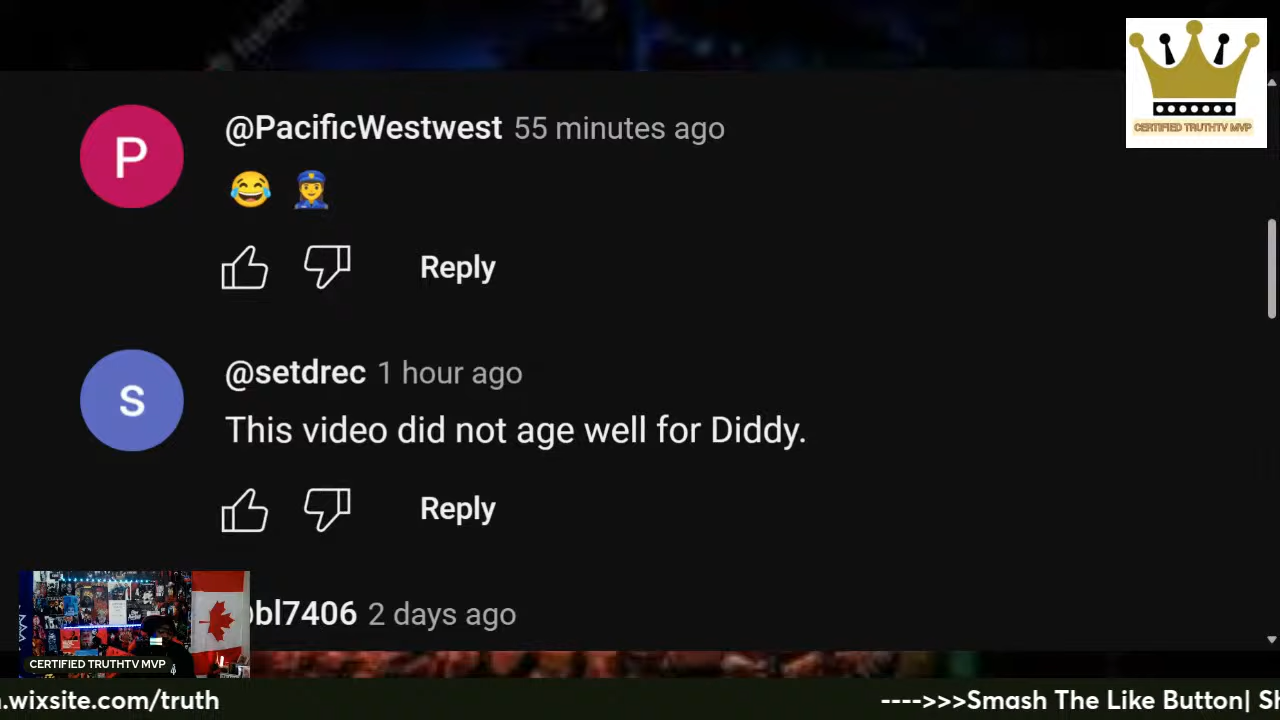 CERTIFIED TRUTHTV MVP
P
@PacificWestwest 55 minutes ago
😂 👮‍♀️
Reply
S
@setdrec 1 hour ago
This video did not age well for Diddy.
Reply
bl7406 2 days ago
CERTIFIED TRUTHTV MVP
.wixsite.com/truth
---->>>Smash The Like Button| Sh